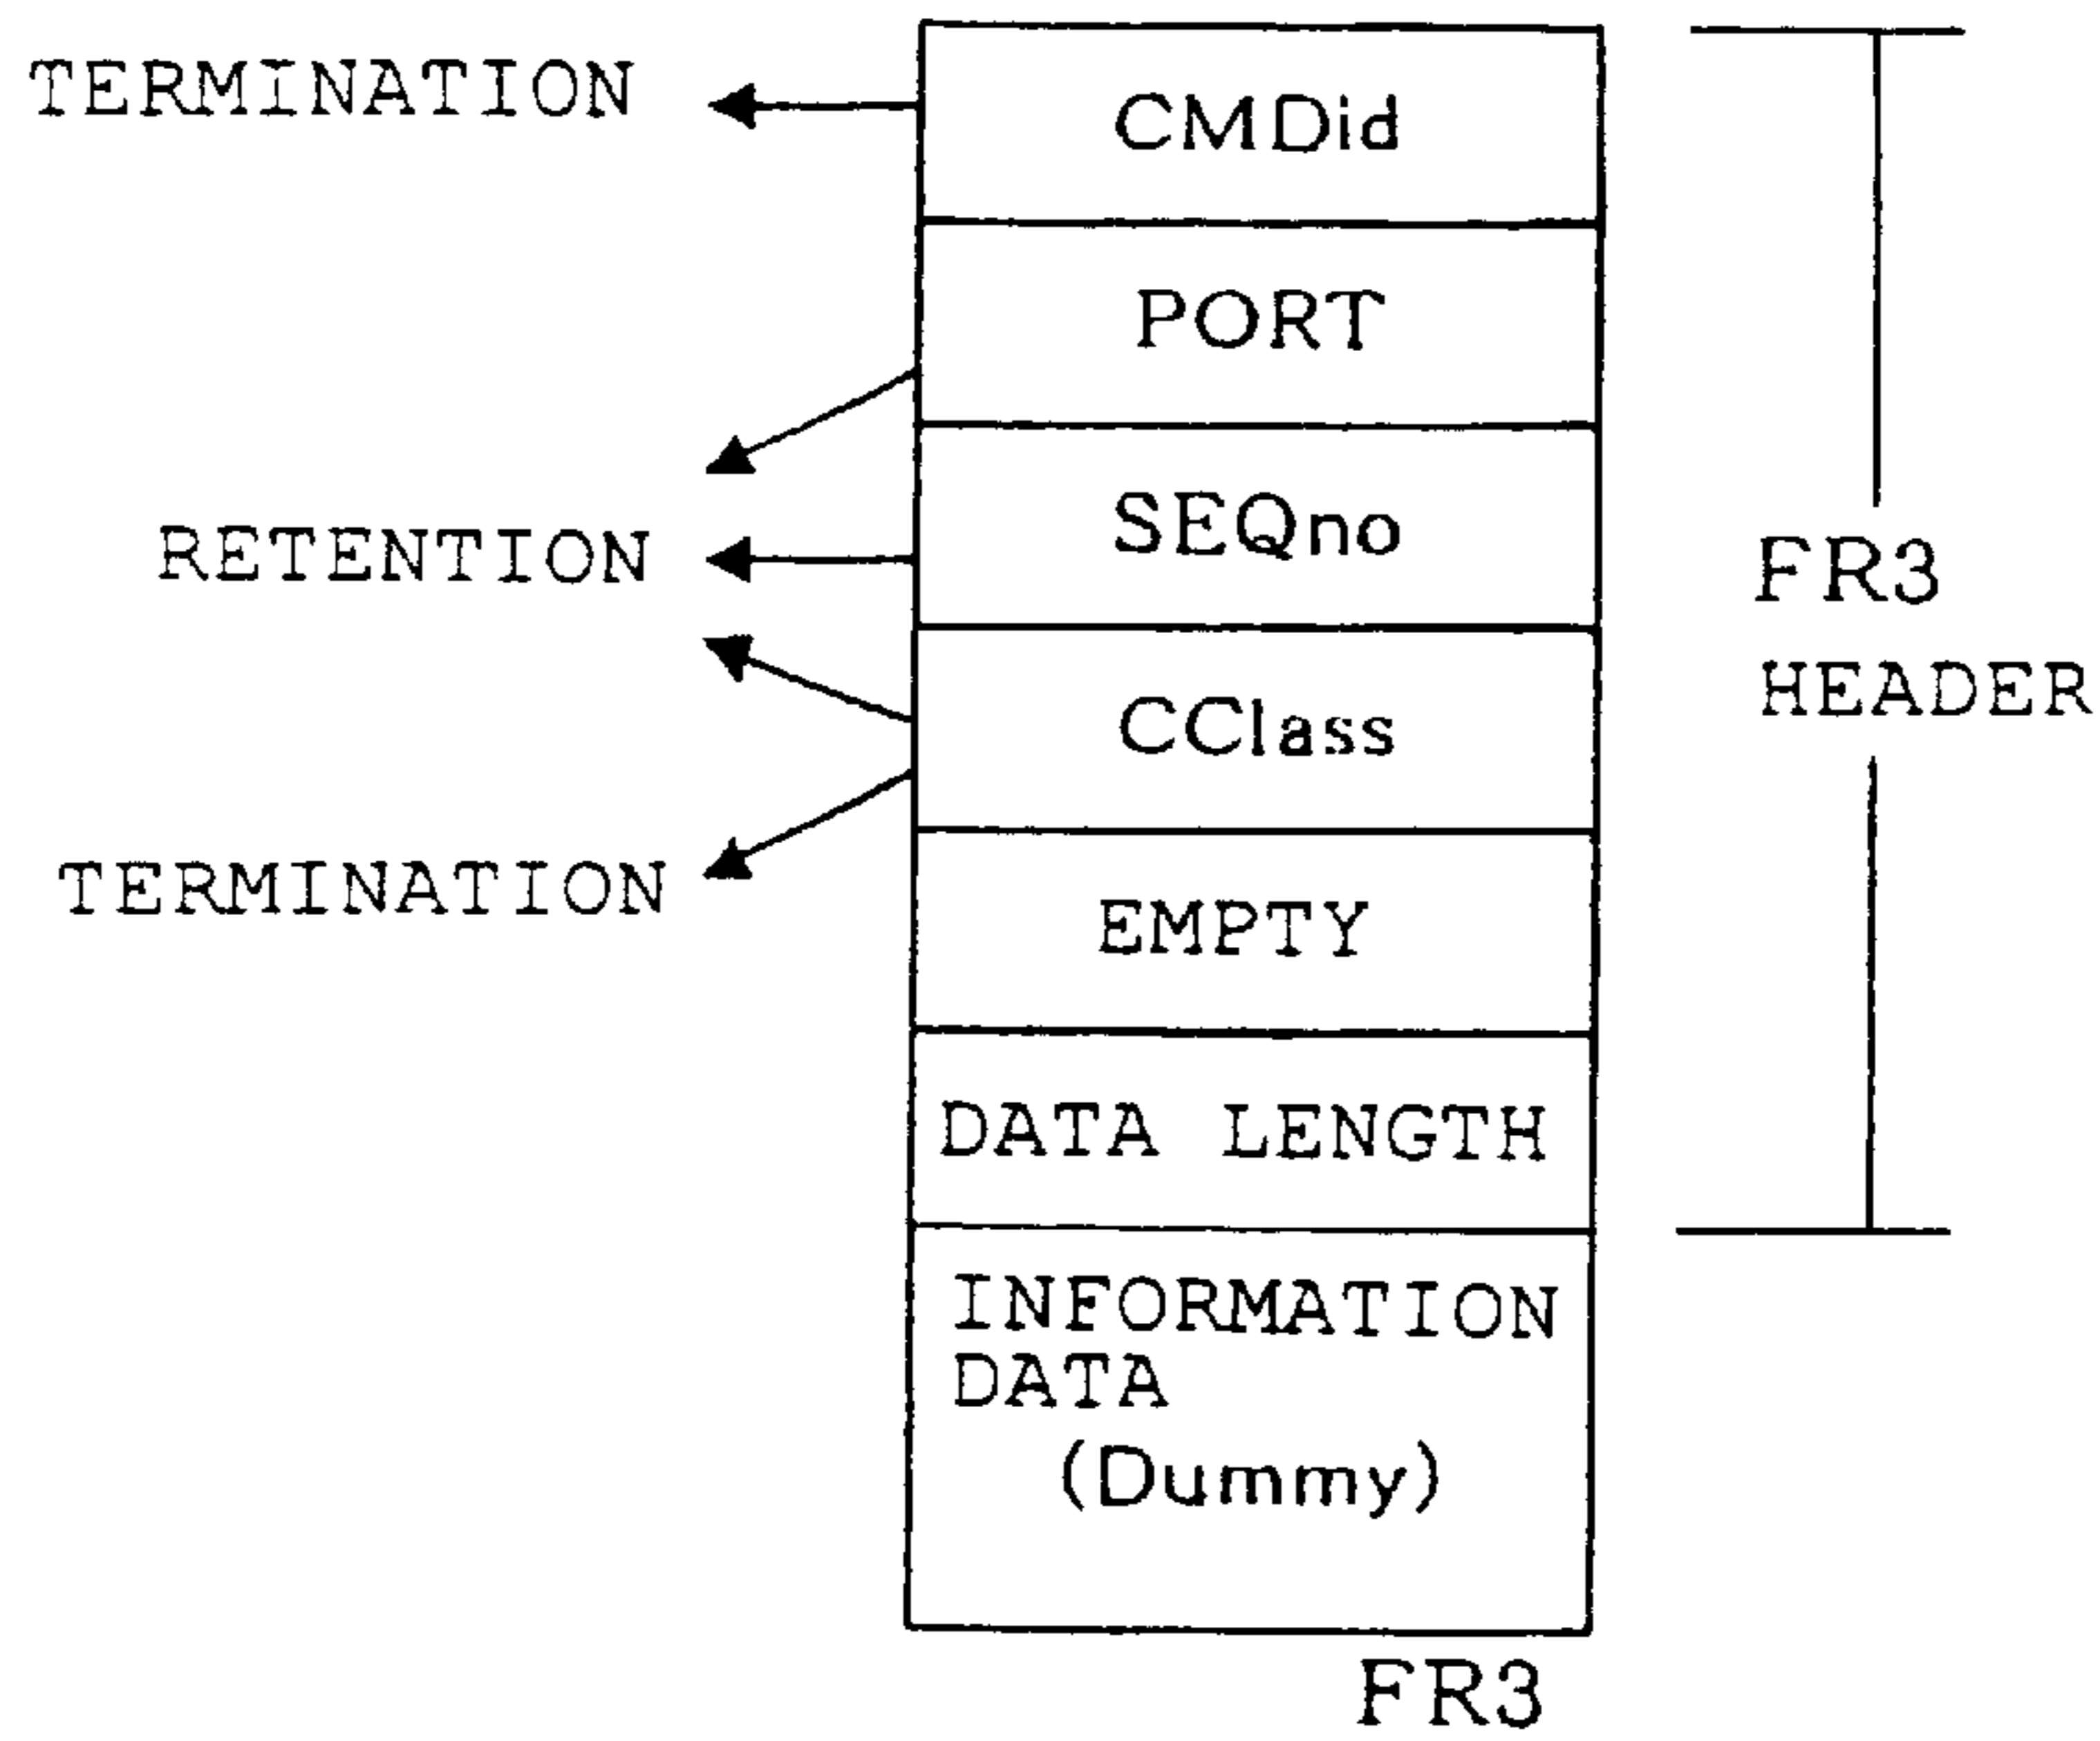 TERMINATION
CMDid
PORT
RETENTION
SEQno
CClass
TERMINATION
EMPTY
DATA LENGTH
INFORMATION
DATA
(Dummy)
FR3
HEADER
FR3